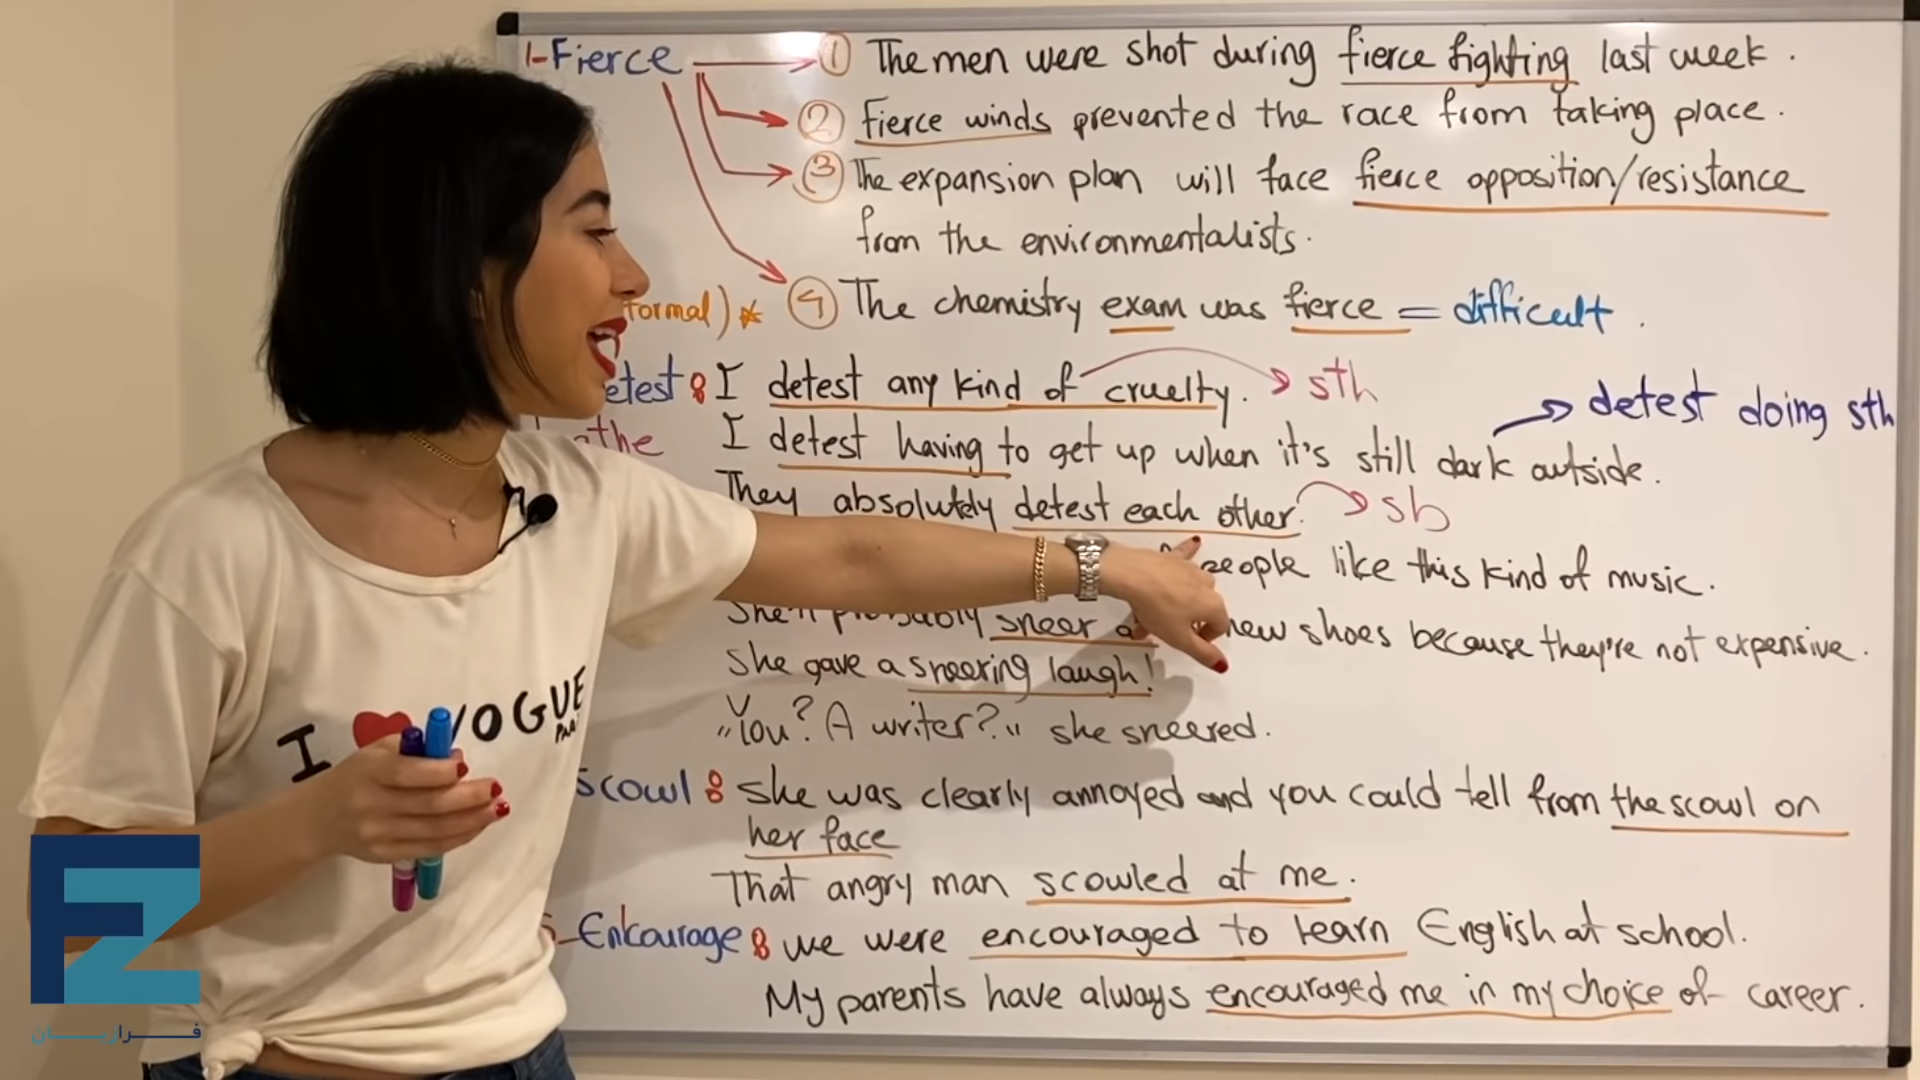 1-Fierce
① The men were shot during fierce fighting last week.
② Fierce winds prevented the race from taking place.
③ The expansion plan will face fierce opposition/resistance
from the environmentalists.
formal) * ④ The chemistry exam was fierce = difficult.
etest: I detest any kind of cruelty. → sth
→ detest doing sth
the I detest having to get up when it's still dark outside.
They absolutely detest each other. → sb
people like this kind of music.
She'll probably sneer a new shoes because they're not expensive.
She gave a sneering laugh!
"You? A writer?" she sneered.
Scowl: She was clearly annoyed and you could tell from the scowl on
her face
That angry man scowled at me.
5-Encourage: we were encouraged to learn English at school.
My parents have always encouraged me in my choice of career.
I ❤ VOGUE
FZ
فرازبان